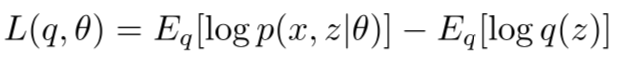 L(q, θ) = E_q[log p(x, z|θ)] − E_q[log q(z)]